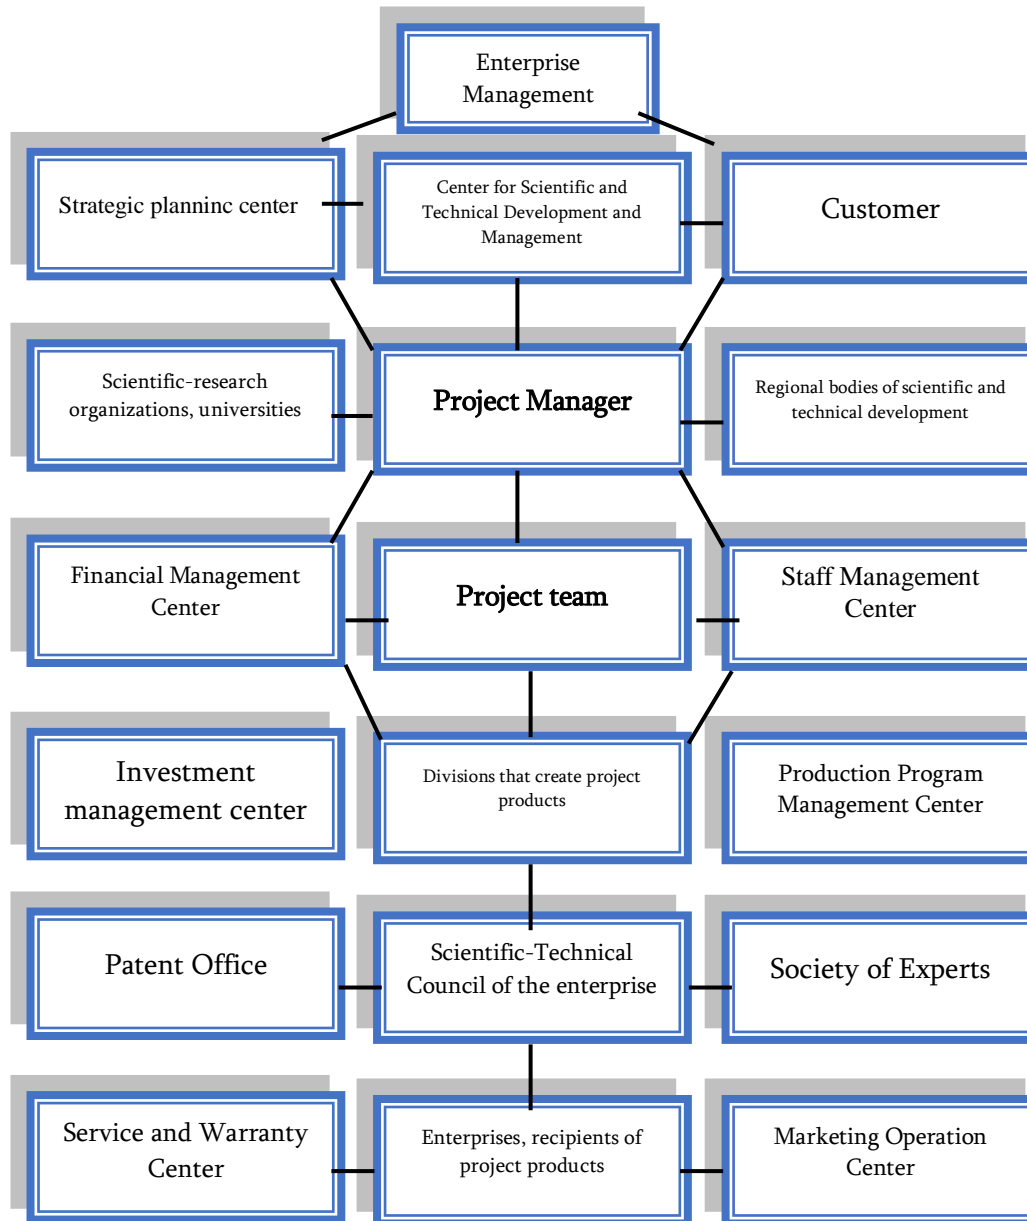 Enterprise
Management
Strategic planninc center
Center for Scientific and
Technical Development and
Management
Customer
Scientific-research
organizations, universities
Project Manager
Regional bodies of scientific and
technical development
Financial Management
Center
Project team
Staff Management
Center
Investment
management center
Divisions that create project
products
Production Program
Management Center
Patent Office
Scientific-Technical
Council of the enterprise
Society of Experts
Service and Warranty
Center
Enterprises, recipients of
project products
Marketing Operation
Center